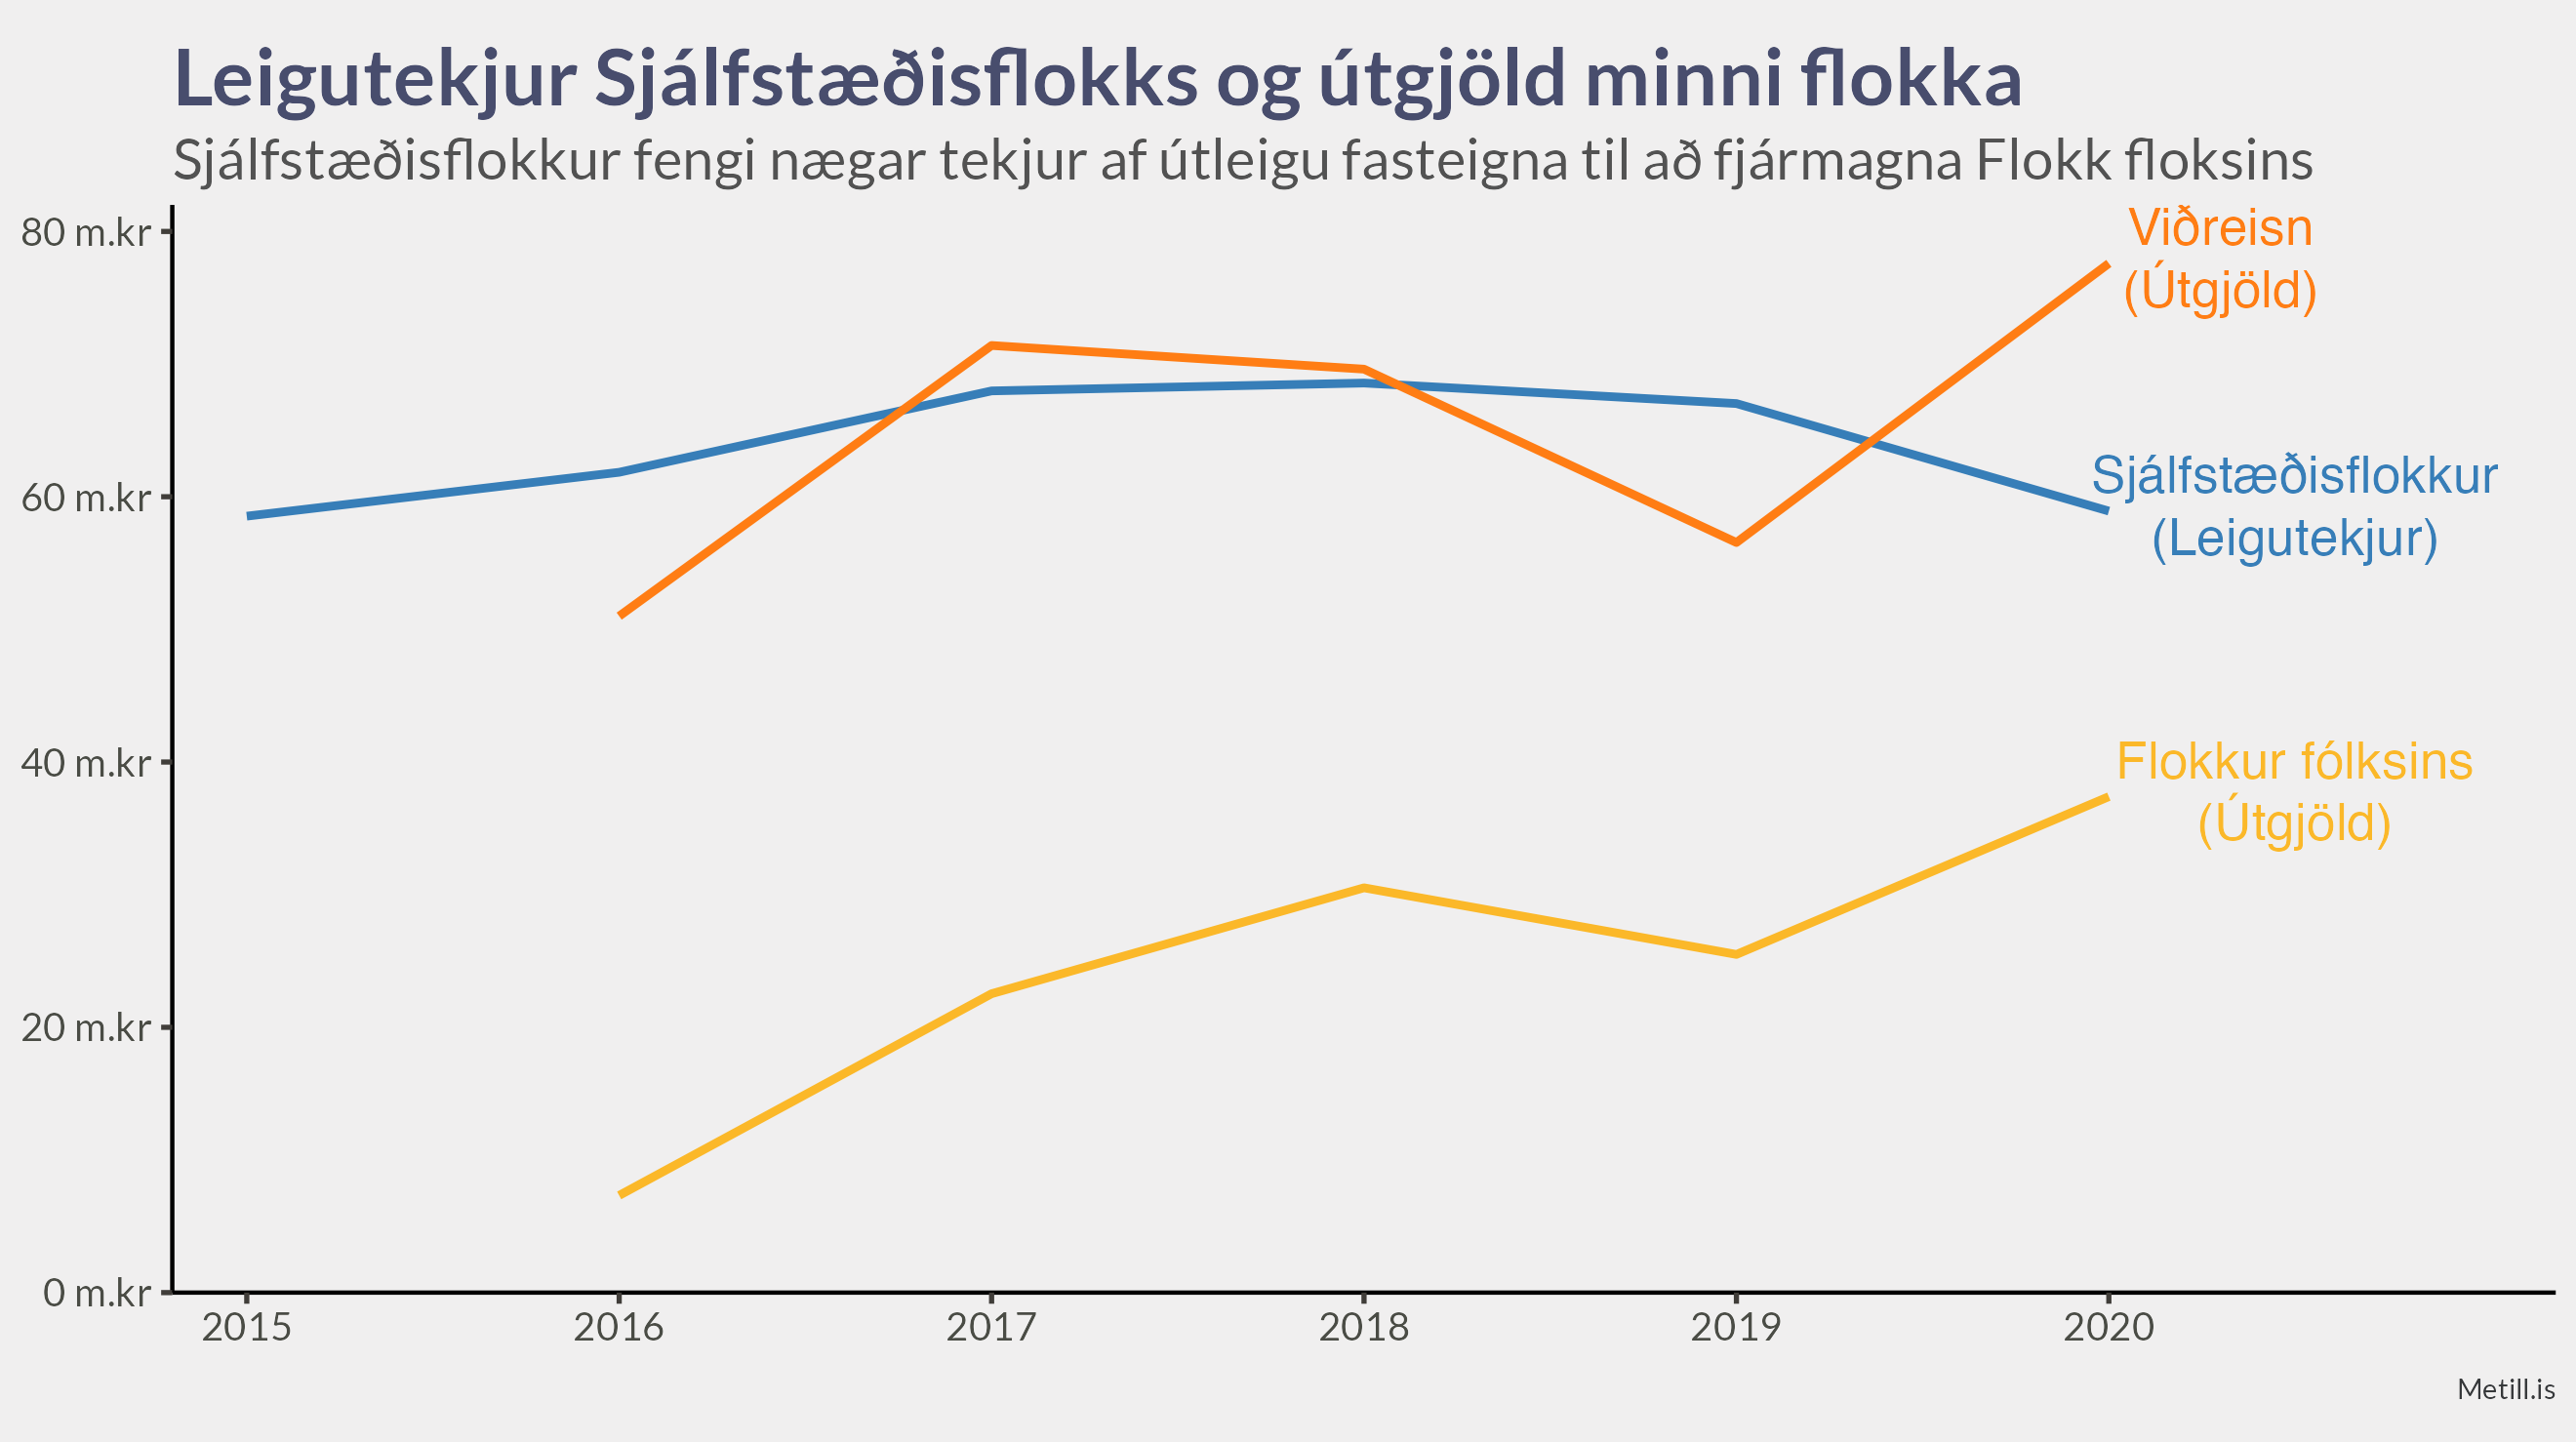 Leigutekjur Sjálfstæðisflokks og útgjöld minni flokka
Sjálfstæðisflokkur fengi nægar tekjur af útleigu fasteigna til að fjármagna Flokk floksins
80 m.kr
60 m.kr
40 m.kr
20 m.kr
0 m.kr
Viðreisn
(Útgjöld)
Sjálfstæðisflokkur
(Leigutekjur)
Flokkur fólksins
(Útgjöld)
2015
2016
2017
2018
2019
2020
Metill.is